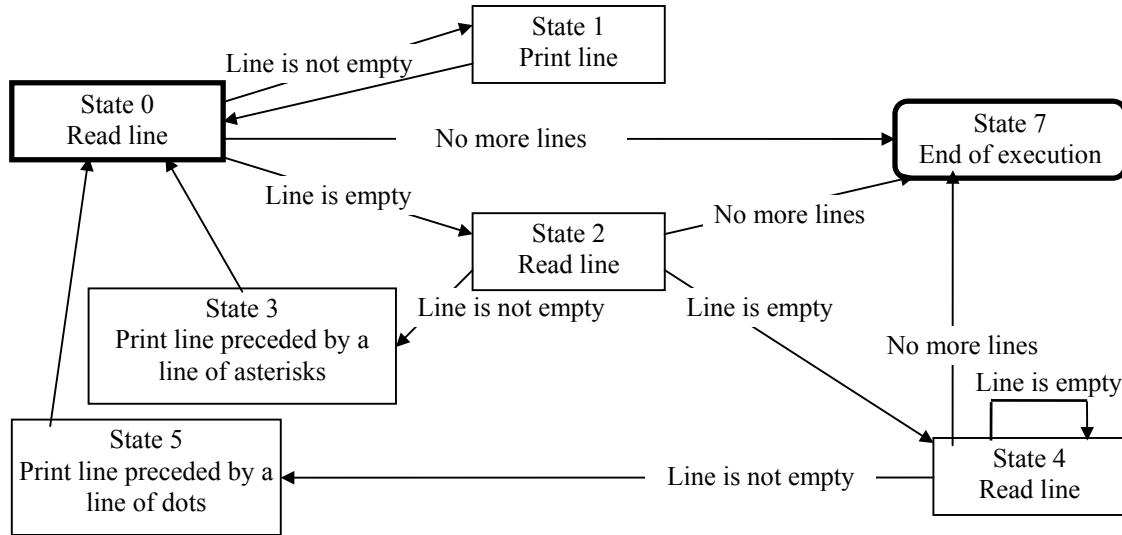 State 1
Print line
Line is not empty
State 0
Read line
No more lines
State 7
End of execution
Line is empty
No more lines
State 2
Read line
State 3
Print line preceded by a
line of asterisks
Line is not empty
Line is empty
No more lines
Line is empty
State 5
Print line preceded by a
line of dots
Line is not empty
State 4
Read line